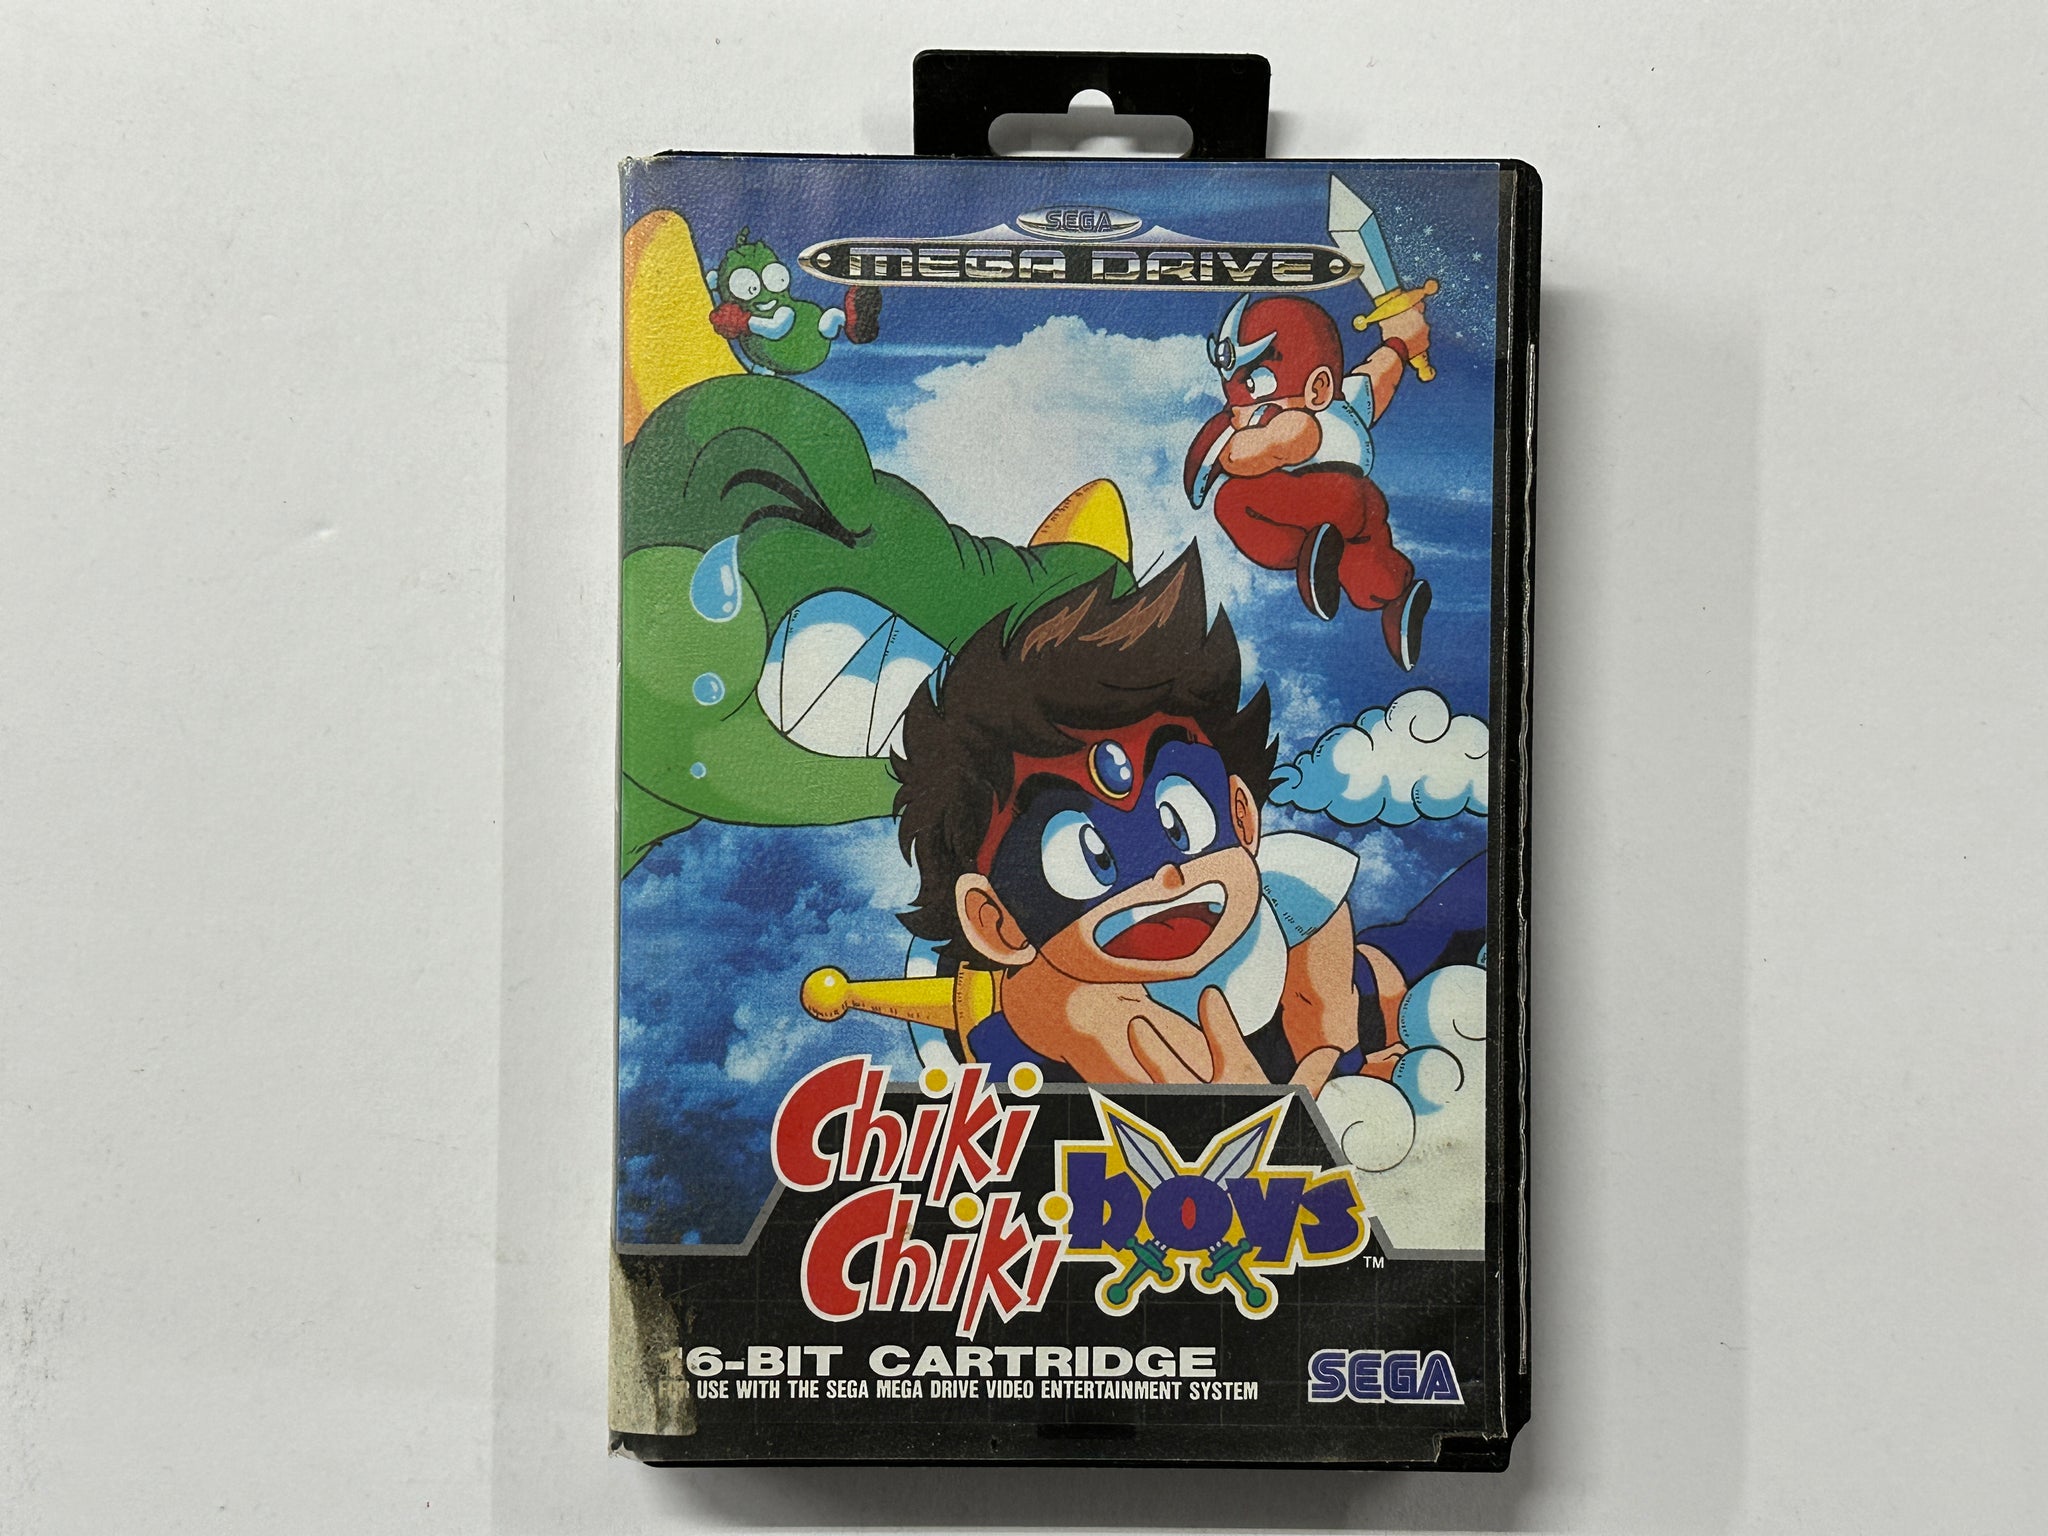 SEGA
MEGA DRIVE
Chiki
Chiki
boys
TM
16-BIT CARTRIDGE
FOR USE WITH THE SEGA MEGA DRIVE VIDEO ENTERTAINMENT SYSTEM
SEGA